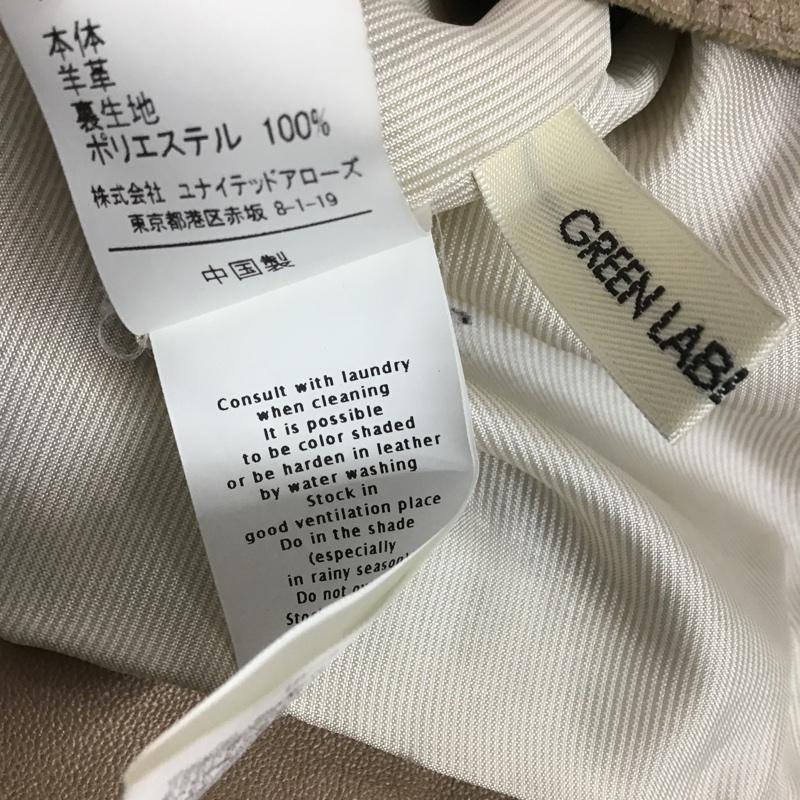 本体
羊革
裏生地
ポリエステル 100%
株式会社 ユナイテッドアローズ
東京都港区赤坂 8-1-19
中国製
GREEN
Consult with laundry
when cleaning
It is possible
to be color shaded
or be harden in leather
by water washing
Stock in
good ventilation place
Do in the shade
(especially
in rainy season
Do not